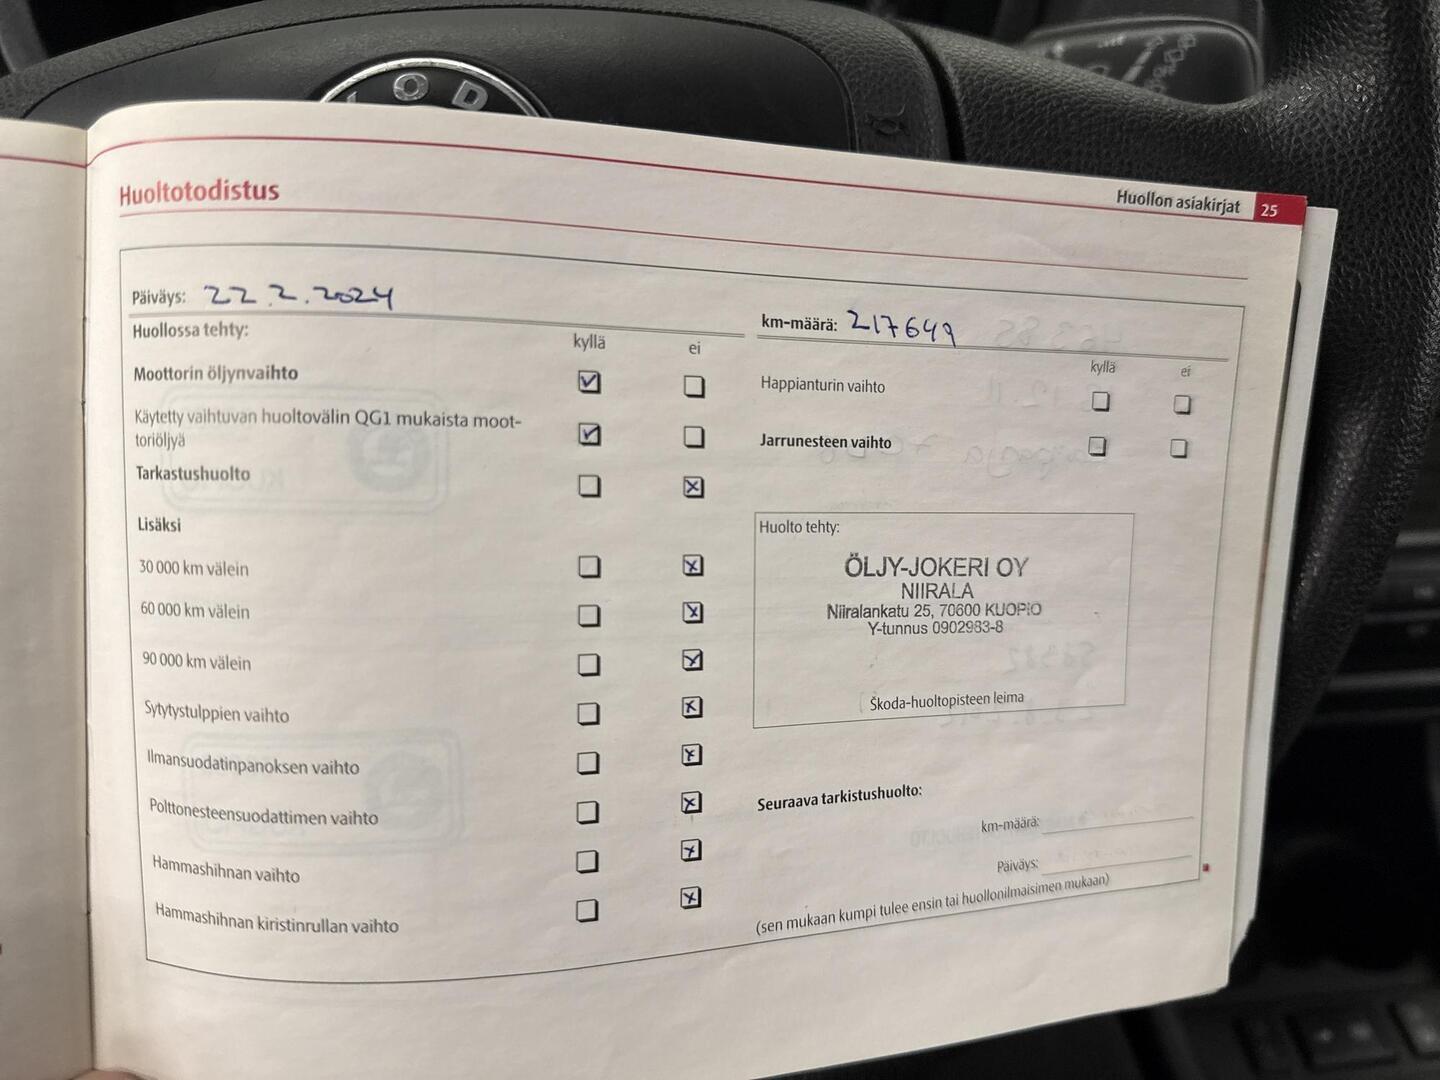 Huoltotodistus
Huollon asiakirjat 25
Päiväys: 22.2.2024
Huollossa tehty:
kyllä ei
Moottorin öljynvaihto
Käytetty vaihtuvan huoltovälin QG1 mukaista moot-
toriöljyä
Tarkastushuolto
Lisäksi
30 000 km välein
60 000 km välein
90 000 km välein
Sytytystulppien vaihto
Ilmansuodatinpanoksen vaihto
Polttonesteensuodattimen vaihto
Hammashihnan vaihto
Hammashihnan kiristinrullan vaihto
km-määrä: 217649
kyllä ei
Happianturin vaihto
Jarrunesteen vaihto
Huolto tehty:
ÖLJY-JOKERI OY
NIIRALA
Niiralankatu 25, 70600 KUOPIO
Y-tunnus 0902983-8
Škoda-huoltopisteen leima
Seuraava tarkistushuolto:
km-määrä:
Päiväys:
(sen mukaan kumpi tulee ensin tai huollonilmaisimen mukaan)